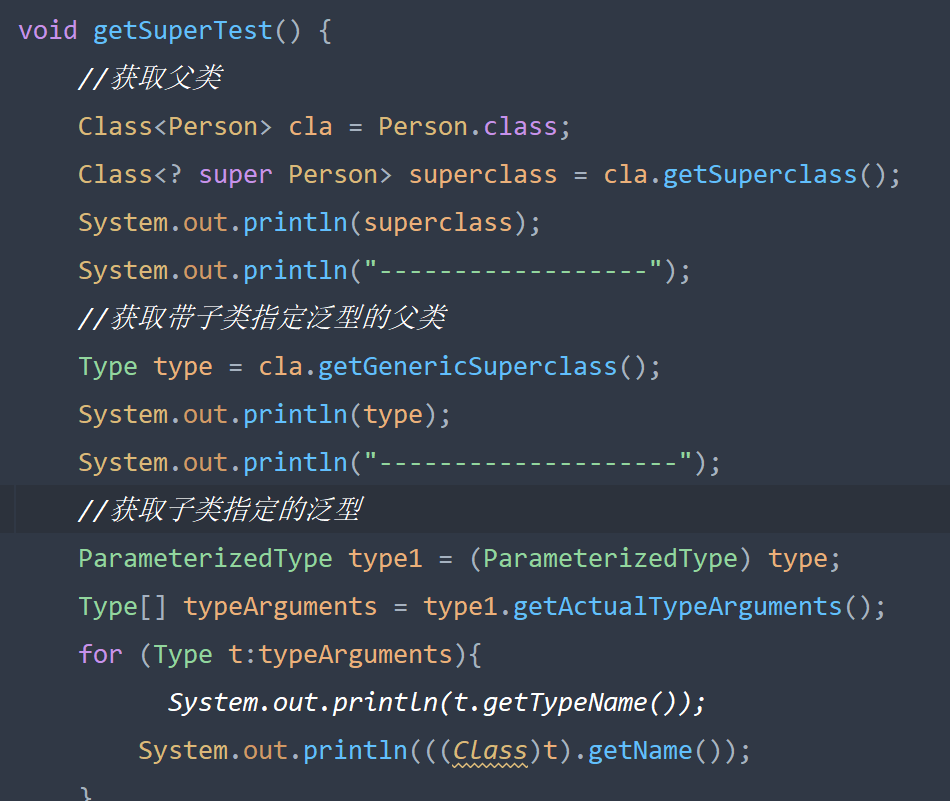 void getSuperTest() {
//获取父类
Class<Person> cla = Person.class;
Class<? super Person> superclass = cla.getSuperclass();
System.out.println(superclass);
System.out.println("------------------");
//获取带子类指定泛型的父类
Type type = cla.getGenericSuperclass();
System.out.println(type);
System.out.println("--------------------");
//获取子类指定的泛型
ParameterizedType type1 = (ParameterizedType) type;
Type[] typeArguments = type1.getActualTypeArguments();
for (Type t:typeArguments){
System.out.println(t.getTypeName());
System.out.println(((Class)t).getName());
}